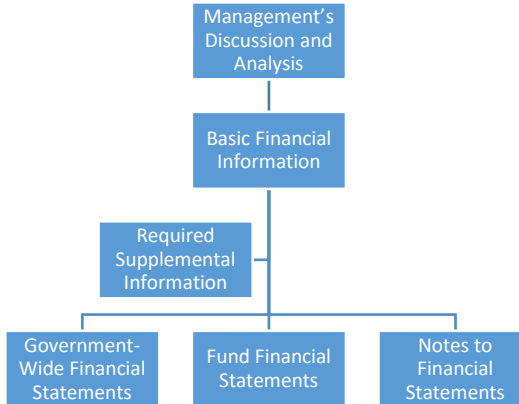 Management's
Discussion and
Analysis
Basic Financial
Information
Required
Supplemental
Information
Government-
Wide Financial
Statements
Fund Financial
Statements
Notes to
Financial
Statements